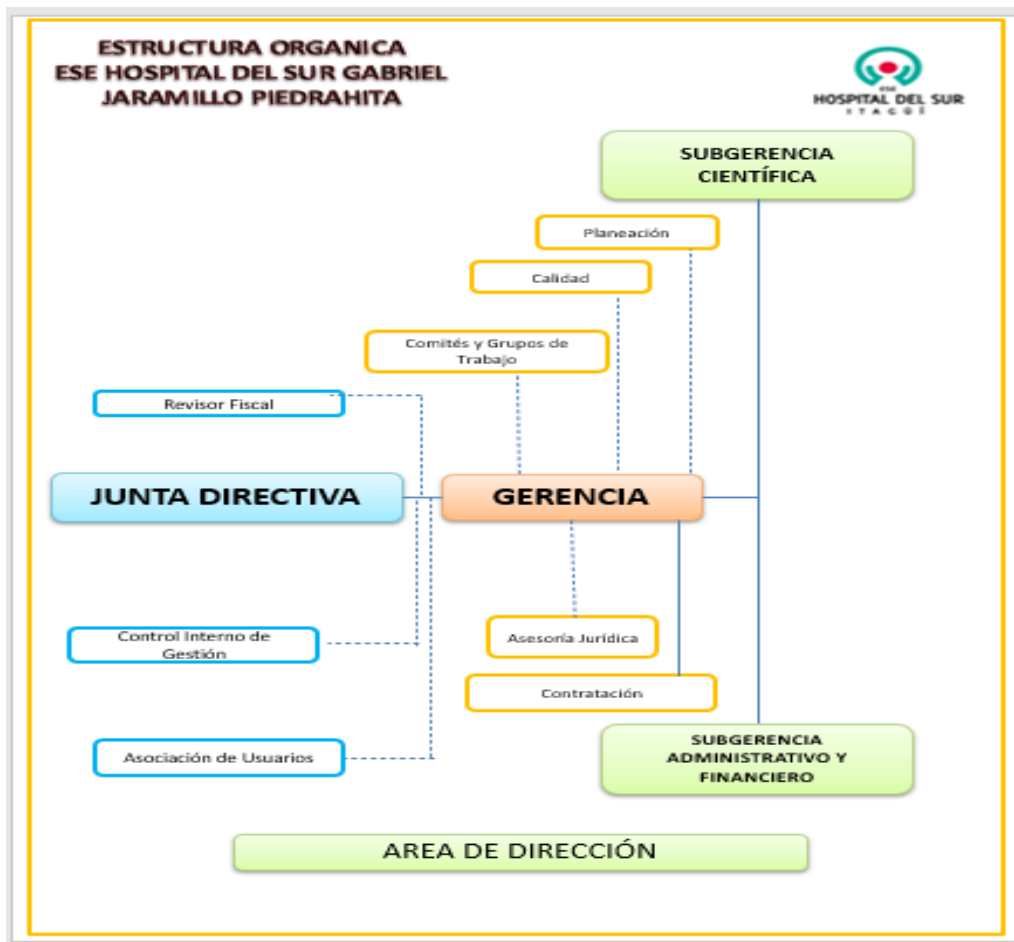 ESTRUCTURA ORGANICA
ESE HOSPITAL DEL SUR GABRIEL
JARAMILLO PIEDRAHITA
ESE
HOSPITAL DEL SUR
ITAGÜÍ
SUBGERENCIA
CIENTÍFICA
Planeación
Calidad
Comités y Grupos de
Trabajo
Revisor Fiscal
JUNTA DIRECTIVA
GERENCIA
Control Interno de
Gestión
Asesoría Jurídica
Contratación
Asociación de Usuarios
SUBGERENCIA
ADMINISTRATIVO Y
FINANCIERO
AREA DE DIRECCIÓN